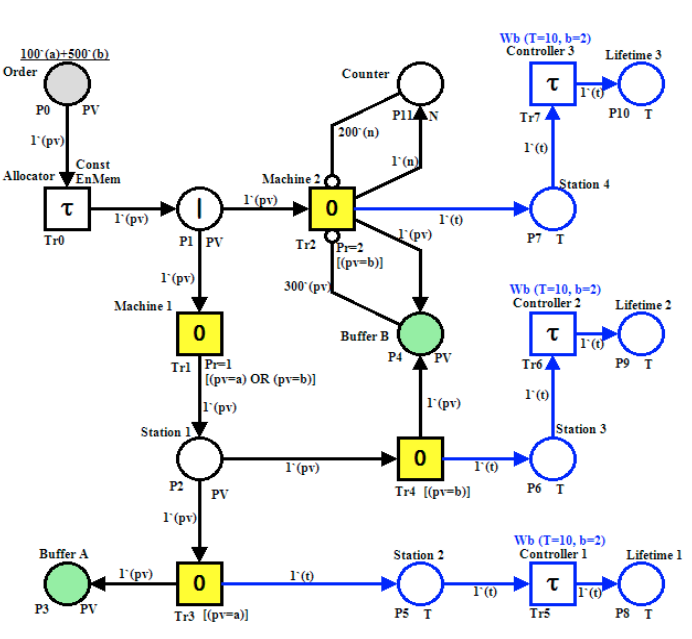 100`(a)+500`(b)
Order
P0 PV
1`(pv)
Allocator
Const
EnMem
τ
Tr0
1`(pv)
P1 PV
1`(pv)
Machine 2
0
Tr2
Pr=2
[(pv=b)]
Counter
P11 N
200`(n)
1`(n)
1`(t)
1`(pv)
300`(pv)
Buffer B
P4 PV
Wb (T=10, b=2)
Controller 3
τ
Tr7
1`(t)
Lifetime 3
P10 T
1`(t)
Station 4
P7 T
1`(pv)
Machine 1
0
Tr1
Pr=1
[(pv=a) OR (pv=b)]
1`(pv)
Station 1
P2 PV
1`(pv)
1`(pv)
0
Tr4 [(pv=b)]
1`(t)
Wb (T=10, b=2)
Controller 2
τ
Tr6
1`(t)
Lifetime 2
P9 T
1`(t)
Station 3
P6 T
1`(pv)
Buffer A
P3 PV
1`(pv)
0
Tr3 [(pv=a)]
1`(t)
Station 2
P5 T
1`(t)
Wb (T=10, b=2)
Controller 1
τ
Tr5
1`(t)
Lifetime 1
P8 T